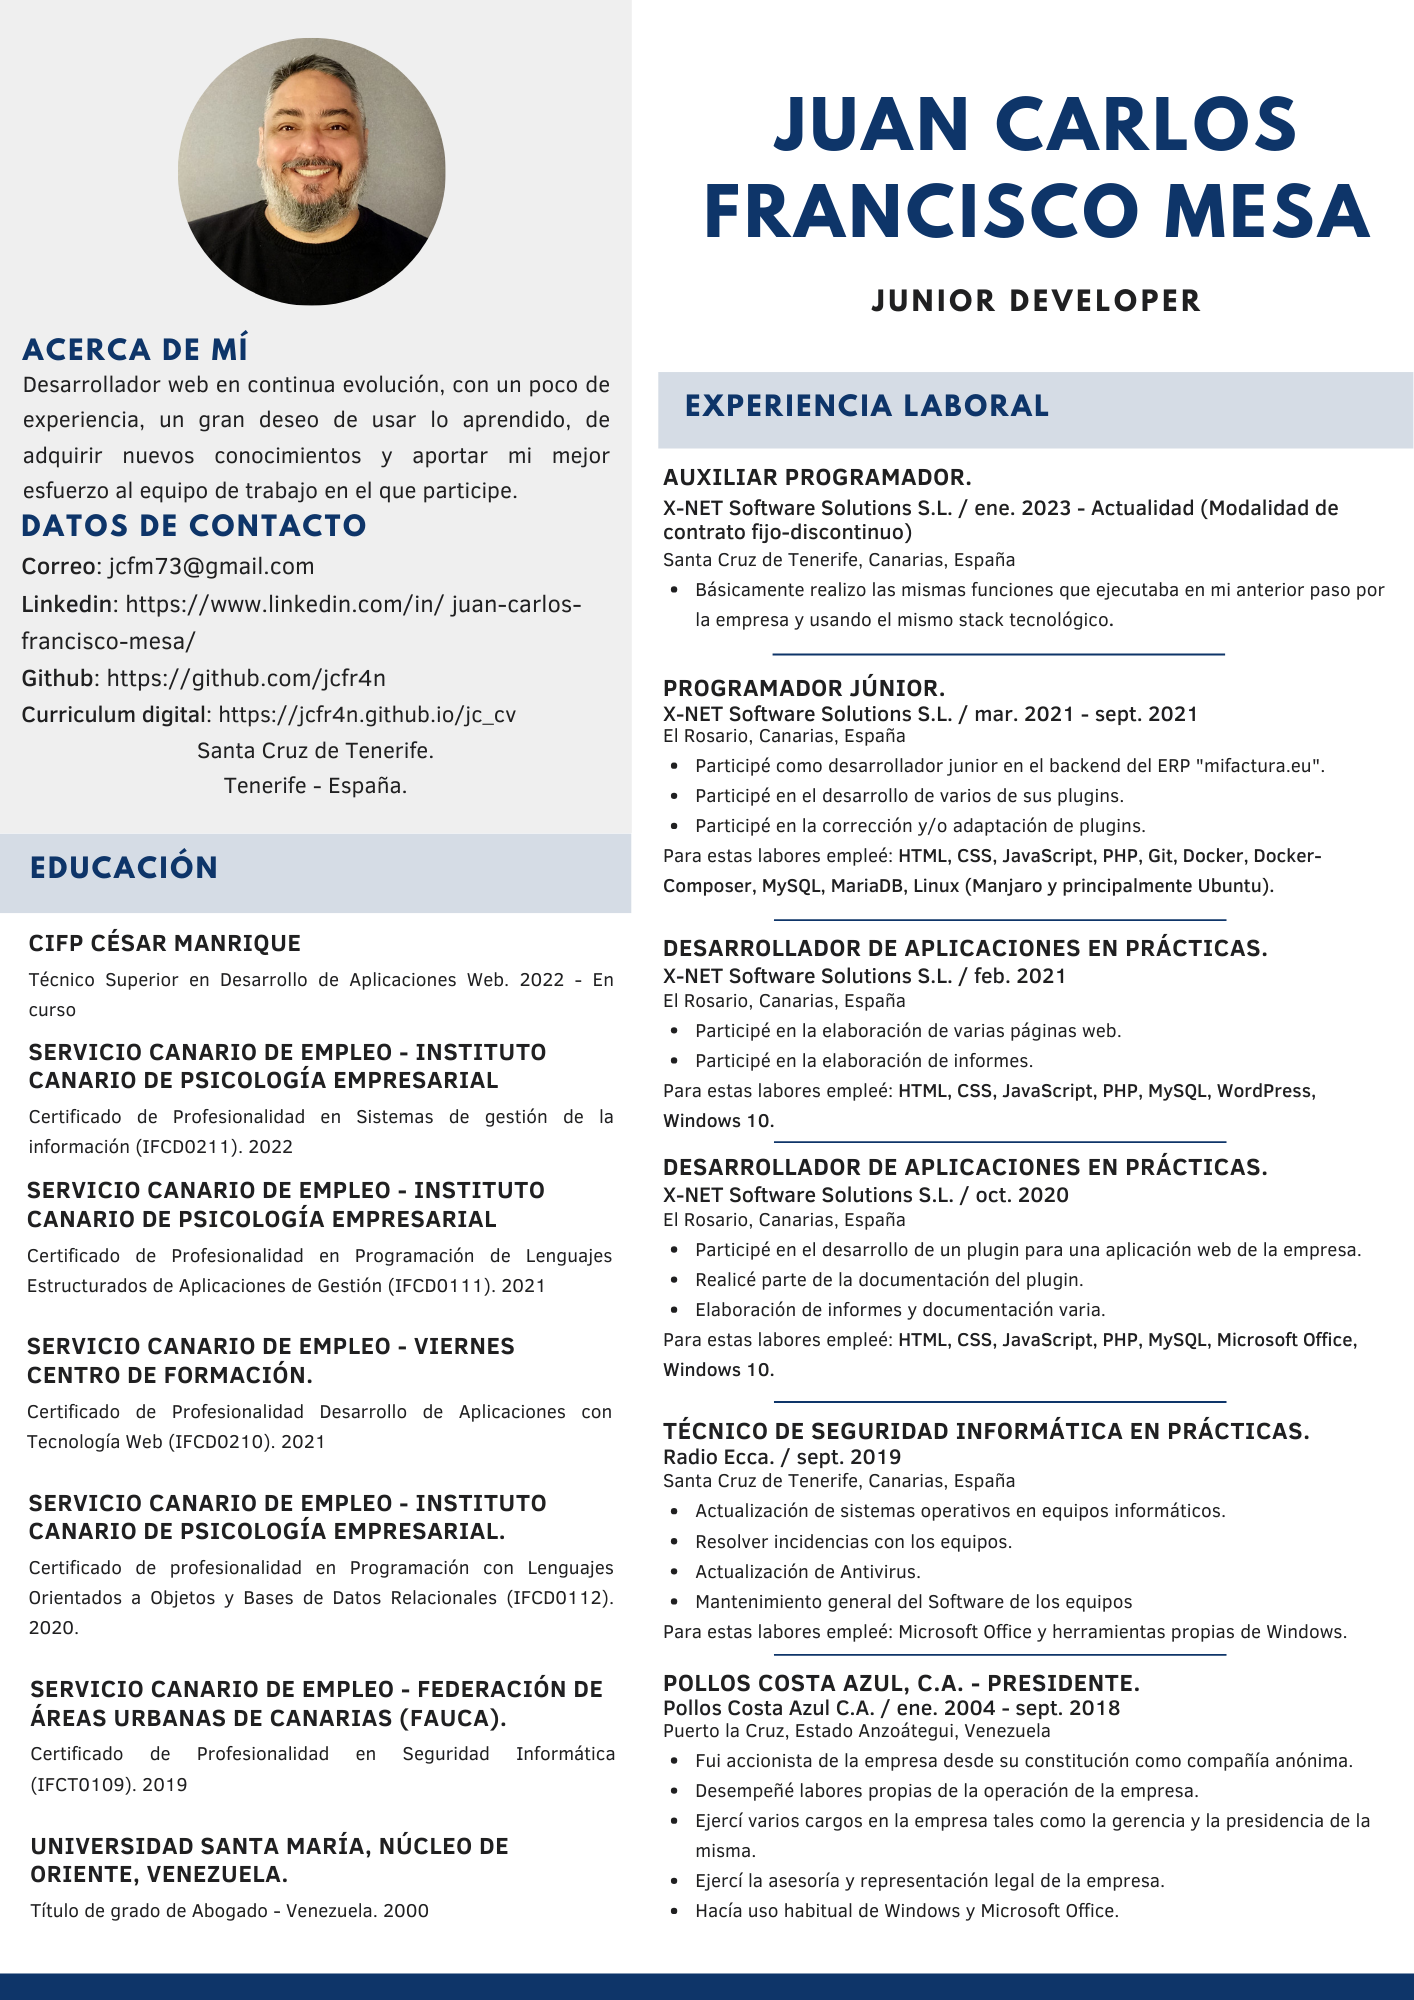 JUAN CARLOS
FRANCISCO MESA
JUNIOR DEVELOPER
ACERCA DE MÍ
Desarrollador web en continua evolución, con un poco de
experiencia, un gran deseo de usar lo aprendido, de
adquirir nuevos conocimientos y aportar mi mejor
esfuerzo al equipo de trabajo en el que participe.
DATOS DE CONTACTO
Correo: jcfm73@gmail.com
Linkedin: https://www.linkedin.com/in/ juan-carlos-
francisco-mesa/
Github: https://github.com/jcfr4n
Curriculum digital: https://jcfr4n.github.io/jc_cv
Santa Cruz de Tenerife.
Tenerife - España.
EDUCACIÓN
CIFP CÉSAR MANRIQUE
Técnico Superior en Desarrollo de Aplicaciones Web. 2022 - En
curso
SERVICIO CANARIO DE EMPLEO - INSTITUTO
CANARIO DE PSICOLOGÍA EMPRESARIAL
Certificado de Profesionalidad en Sistemas de gestión de la
información (IFCD0211). 2022
SERVICIO CANARIO DE EMPLEO - INSTITUTO
CANARIO DE PSICOLOGÍA EMPRESARIAL
Certificado de Profesionalidad en Programación de Lenguajes
Estructurados de Aplicaciones de Gestión (IFCD0111). 2021
SERVICIO CANARIO DE EMPLEO - VIERNES
CENTRO DE FORMACIÓN.
Certificado de Profesionalidad Desarrollo de Aplicaciones con
Tecnología Web (IFCD0210). 2021
SERVICIO CANARIO DE EMPLEO - INSTITUTO
CANARIO DE PSICOLOGÍA EMPRESARIAL.
Certificado de profesionalidad en Programación con Lenguajes
Orientados a Objetos y Bases de Datos Relacionales (IFCD0112).
2020.
SERVICIO CANARIO DE EMPLEO - FEDERACIÓN DE
ÁREAS URBANAS DE CANARIAS (FAUCA).
Certificado de Profesionalidad en Seguridad Informática
(IFCT0109). 2019
UNIVERSIDAD SANTA MARÍA, NÚCLEO DE
ORIENTE, VENEZUELA.
Título de grado de Abogado - Venezuela. 2000
EXPERIENCIA LABORAL
AUXILIAR PROGRAMADOR.
X-NET Software Solutions S.L. / ene. 2023 - Actualidad (Modalidad de
contrato fijo-discontinuo)
Santa Cruz de Tenerife, Canarias, España
• Básicamente realizo las mismas funciones que ejecutaba en mi anterior paso por
la empresa y usando el mismo stack tecnológico.
PROGRAMADOR JÚNIOR.
X-NET Software Solutions S.L. / mar. 2021 - sept. 2021
El Rosario, Canarias, España
• Participé como desarrollador junior en el backend del ERP "mifactura.eu".
• Participé en el desarrollo de varios de sus plugins.
• Participé en la corrección y/o adaptación de plugins.
Para estas labores empleé: HTML, CSS, JavaScript, PHP, Git, Docker, Docker-
Composer, MySQL, MariaDB, Linux (Manjaro y principalmente Ubuntu).
DESARROLLADOR DE APLICACIONES EN PRÁCTICAS.
X-NET Software Solutions S.L. / feb. 2021
El Rosario, Canarias, España
• Participé en la elaboración de varias páginas web.
• Participé en la elaboración de informes.
Para estas labores empleé: HTML, CSS, JavaScript, PHP, MySQL, WordPress,
Windows 10.
DESARROLLADOR DE APLICACIONES EN PRÁCTICAS.
X-NET Software Solutions S.L. / oct. 2020
El Rosario, Canarias, España
• Participé en el desarrollo de un plugin para una aplicación web de la empresa.
• Realicé parte de la documentación del plugin.
• Elaboración de informes y documentación varia.
Para estas labores empleé: HTML, CSS, JavaScript, PHP, MySQL, Microsoft Office,
Windows 10.
TÉCNICO DE SEGURIDAD INFORMÁTICA EN PRÁCTICAS.
Radio Ecca. / sept. 2019
Santa Cruz de Tenerife, Canarias, España
• Actualización de sistemas operativos en equipos informáticos.
• Resolver incidencias con los equipos.
• Actualización de Antivirus.
• Mantenimiento general del Software de los equipos
Para estas labores empleé: Microsoft Office y herramientas propias de Windows.
POLLOS COSTA AZUL, C.A. - PRESIDENTE.
Pollos Costa Azul C.A. / ene. 2004 - sept. 2018
Puerto la Cruz, Estado Anzoátegui, Venezuela
• Fui accionista de la empresa desde su constitución como compañía anónima.
• Desempeñé labores propias de la operación de la empresa.
• Ejercí varios cargos en la empresa tales como la gerencia y la presidencia de la
misma.
• Ejercí la asesoría y representación legal de la empresa.
• Hacía uso habitual de Windows y Microsoft Office.